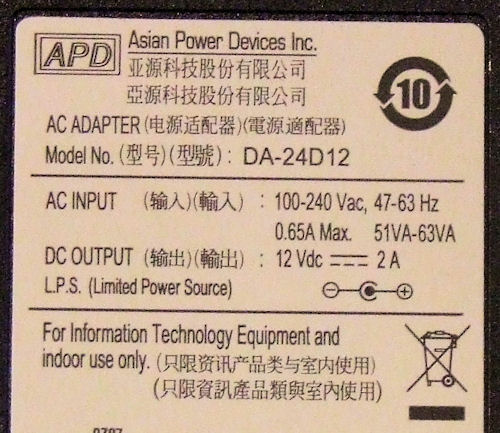 APD
Asian Power Devices Inc.
亚源科技股份有限公司
亞源科技股份有限公司
10
AC ADAPTER (电源适配器) (電源適配器)
Model No. (型号) (型號) : DA-24D12
AC INPUT (输入) (輸入) : 100-240 Vac, 47-63 Hz
0.65A Max. 51VA-63VA
DC OUTPUT (输出) (輸出) : 12 Vdc ⎓ 2 A
L.P.S. (Limited Power Source)
For Information Technology Equipment and
indoor use only. (只限资讯产品类与室内使用)
(只限資訊產品類與室內使用)